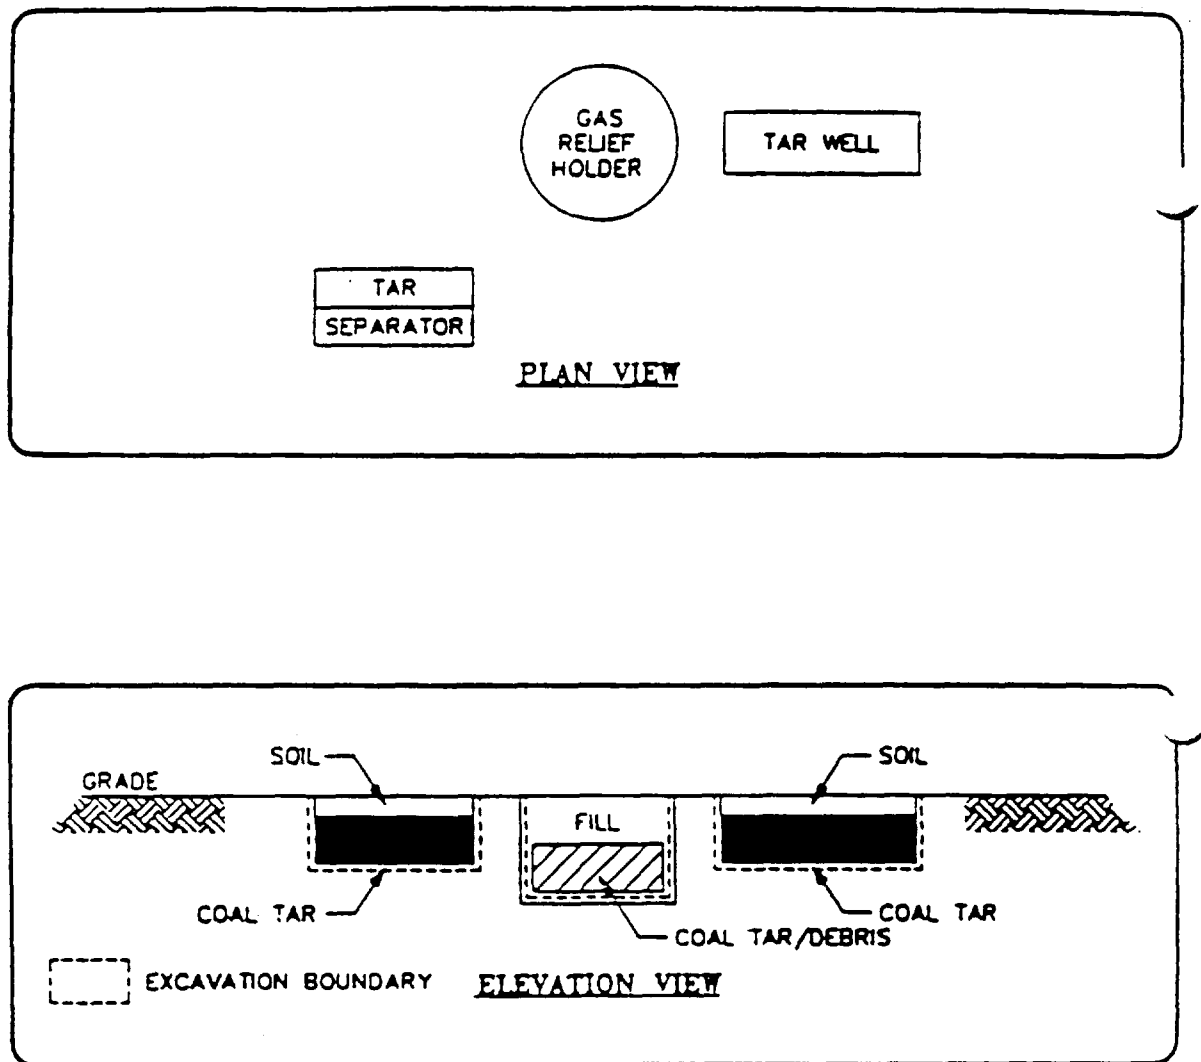 GAS
RELIEF
HOLDER
TAR WELL
TAR
SEPARATOR
PLAN VIEW
SOIL
SOIL
GRADE
FILL
COAL TAR
COAL TAR
COAL TAR/DEBRIS
EXCAVATION BOUNDARY
ELEVATION VIEW